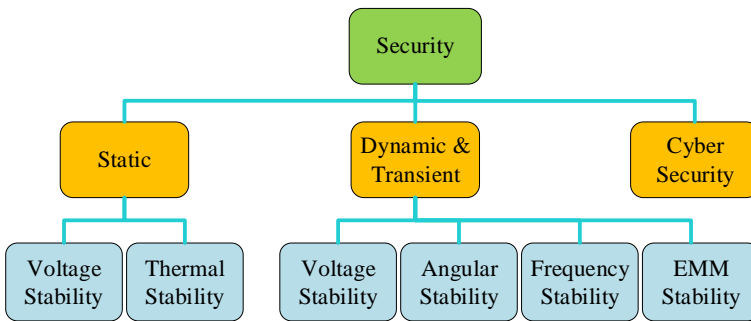 Security
Static
Dynamic &
Transient
Cyber
Security
Voltage
Stability
Thermal
Stability
Voltage
Stability
Angular
Stability
Frequency
Stability
EMM
Stability